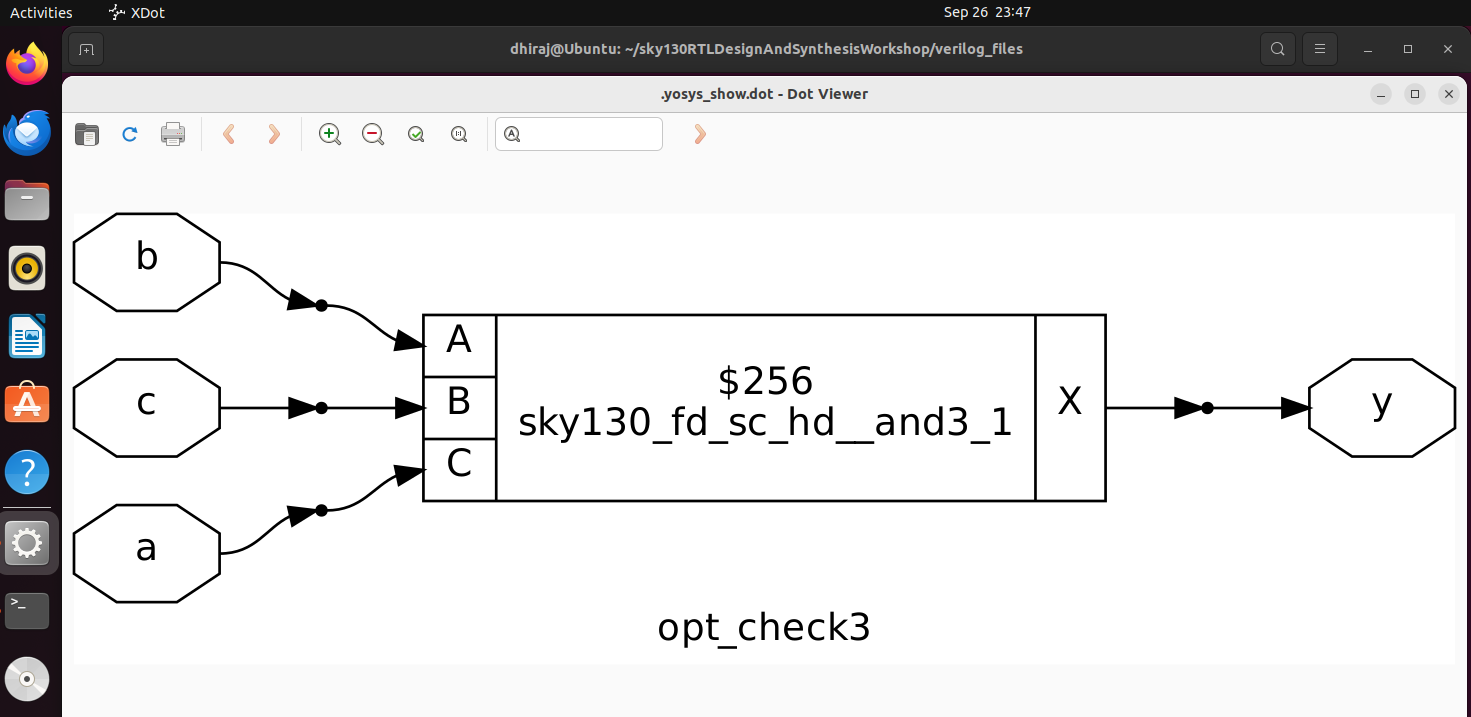 Activities XDot Sep 26 23:47
dhiraj@Ubuntu: ~/sky130RTLDesignAndSynthesisWorkshop/verilog_files
.yosys_show.dot - Dot Viewer
b
c
a
A
B
C
$256
sky130_fd_sc_hd__and3_1
X
y
opt_check3